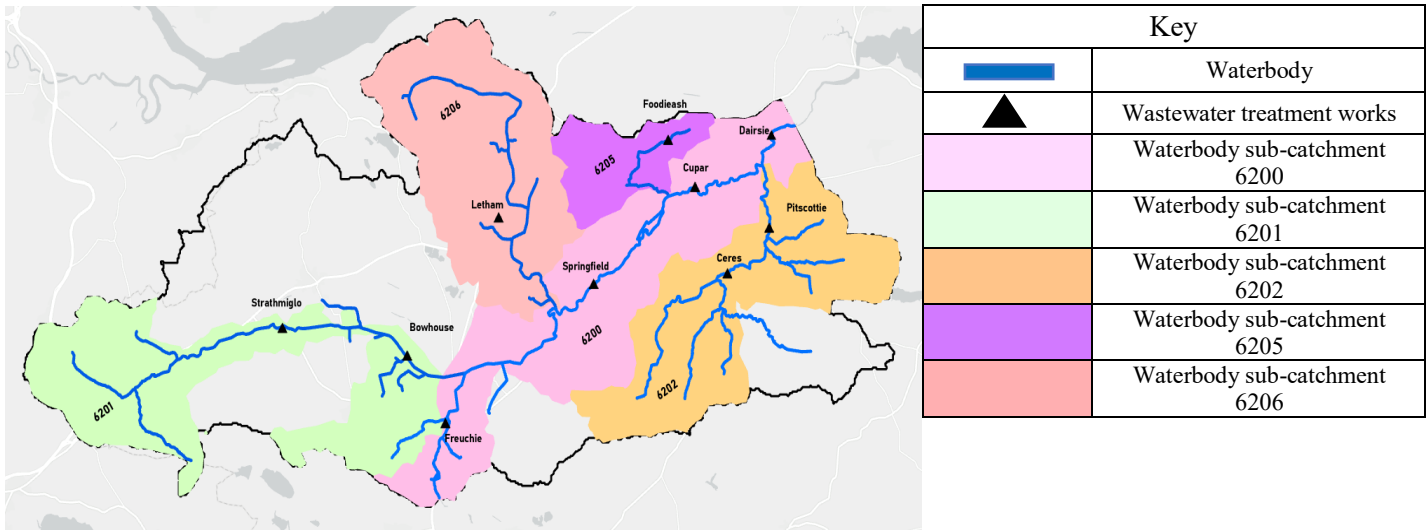 6206
Foodieash
Dairsie
6205
Cupar
Letham
Pitscottie
Springfield
Ceres
Strathmiglo
Bowhouse
6200
6202
6201
Freuchie
Key
Waterbody
Wastewater treatment works
Waterbody sub-catchment
6200
Waterbody sub-catchment
6201
Waterbody sub-catchment
6202
Waterbody sub-catchment
6205
Waterbody sub-catchment
6206